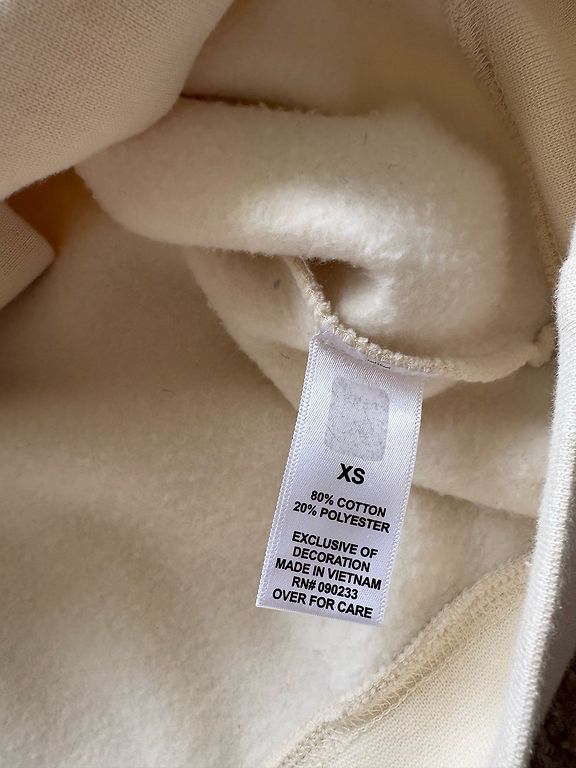 XS
80% COTTON
20% POLYESTER
EXCLUSIVE OF
DECORATION
MADE IN VIETNAM
RN# 090233
OVER FOR CARE